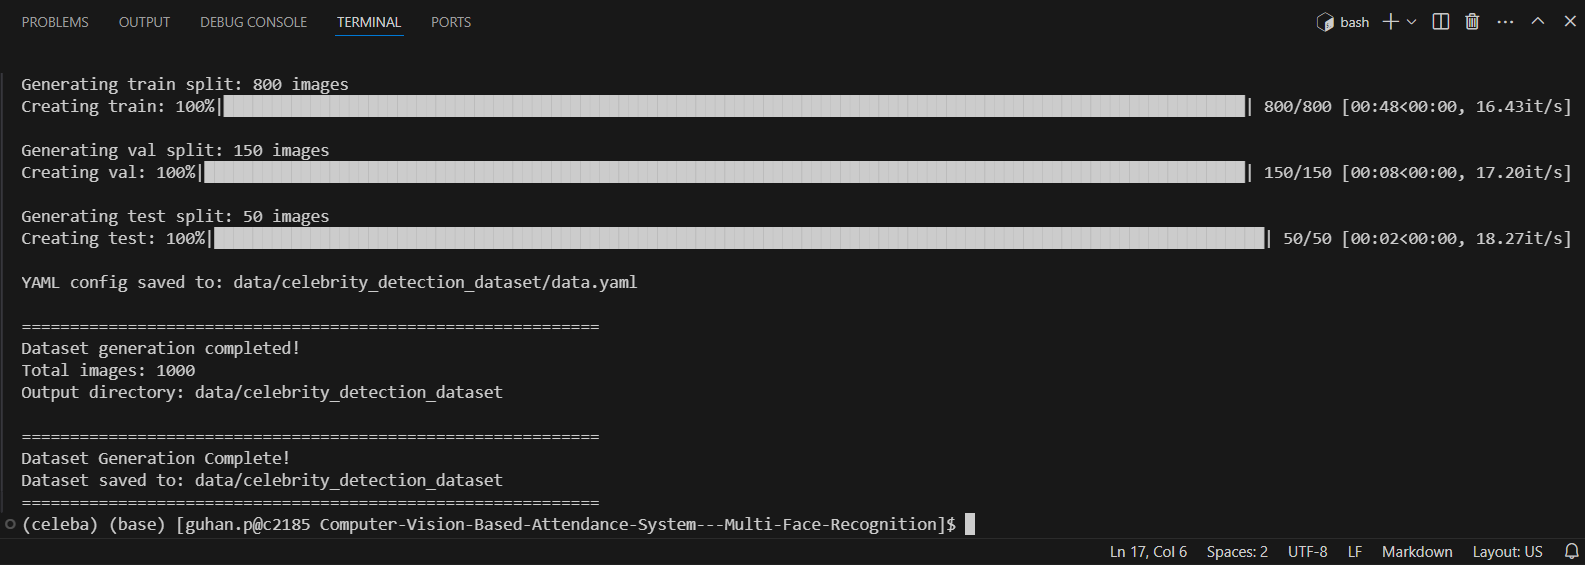 PROBLEMS OUTPUT DEBUG CONSOLE TERMINAL PORTS bash
Generating train split: 800 images
Creating train: 100%| | 800/800 [00:48<00:00, 16.43it/s]
Generating val split: 150 images
Creating val: 100%| | 150/150 [00:08<00:00, 17.20it/s]
Generating test split: 50 images
Creating test: 100%| | 50/50 [00:02<00:00, 18.27it/s]
YAML config saved to: data/celebrity_detection_dataset/data.yaml
============================================================
Dataset generation completed!
Total images: 1000
Output directory: data/celebrity_detection_dataset
============================================================
Dataset Generation Complete!
Dataset saved to: data/celebrity_detection_dataset
============================================================
(celeba) (base) [guhan.p@c2185 Computer-Vision-Based-Attendance-System---Multi-Face-Recognition]$
Ln 17, Col 6 Spaces: 2 UTF-8 LF Markdown Layout: US